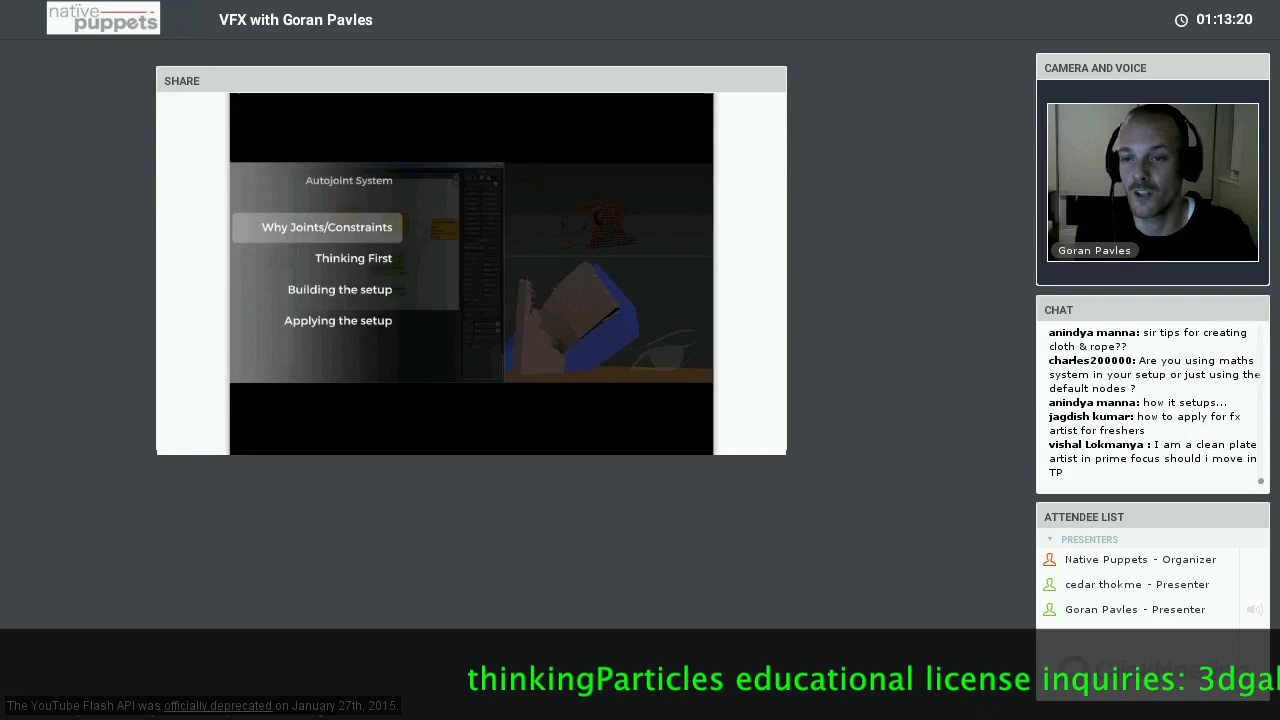 native
puppets
VFX with Goran Pavles
01:13:20
SHARE
Autojoint System
Why Joints/Constraints
Thinking First
Building the setup
Applying the setup
CAMERA AND VOICE
Goran Pavles
CHAT
anindya manna: sir tips for creating
cloth & rope??
charles200000: Are you using maths
system in your setup or just using the
default nodes ?
anindya manna: how it setups...
jagdish kumar: how to apply for fx
artist for freshers
vishal Lokmanya : I am a clean plate
artist in prime focus should i move in
TP
ATTENDEE LIST
PRESENTERS
Native Puppets - Organizer
cedar thokme - Presenter
Goran Pavles - Presenter
thinkingParticles educational license inquiries: 3dgal
The YouTube Flash API was officially deprecated on January 27th, 2015.